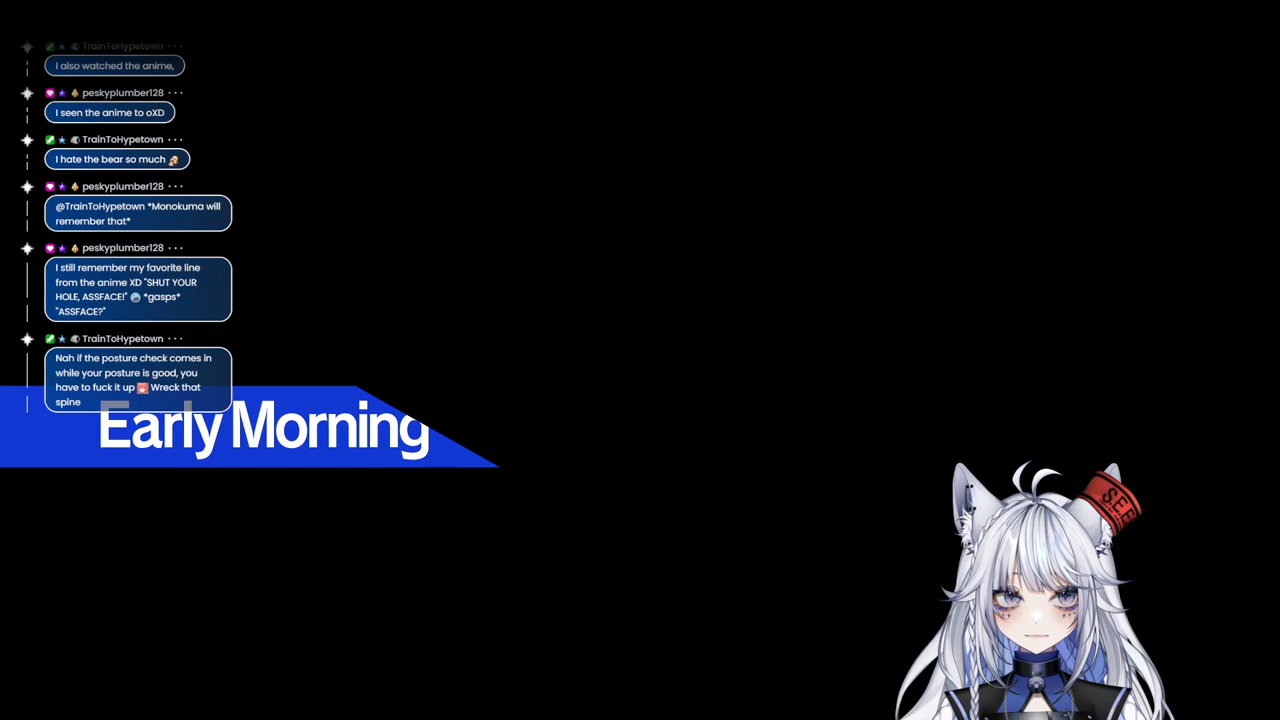 TrainToHypetown
I also watched the anime,
peskyplumber128
I seen the anime to oXD
TrainToHypetown
I hate the bear so much
peskyplumber128
@TrainToHypetown *Monokuma will
remember that*
peskyplumber128
I still remember my favorite line
from the anime XD "SHUT YOUR
HOLE, ASSFACE!" *gasps*
"ASSFACE?"
TrainToHypetown
Nah if the posture check comes in
while your posture is good, you
have to fuck it up Wreck that
spine
Early Morning
S.E.E